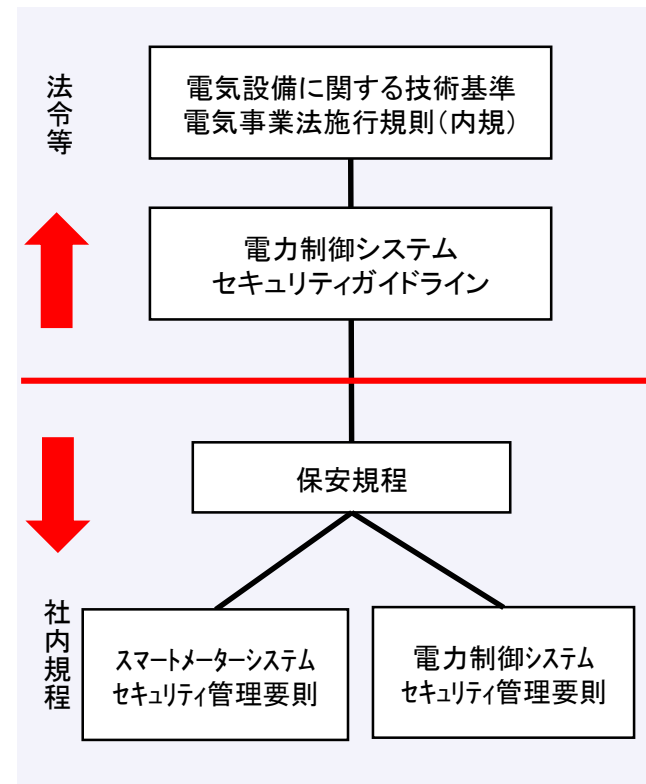 法令等
電気設備に関する技術基準
電気事業法施行規則（内規）
電力制御システム
セキュリティガイドライン
保安規程
社内規程
スマートメーターシステム
セキュリティ管理要則
電力制御システム
セキュリティ管理要則